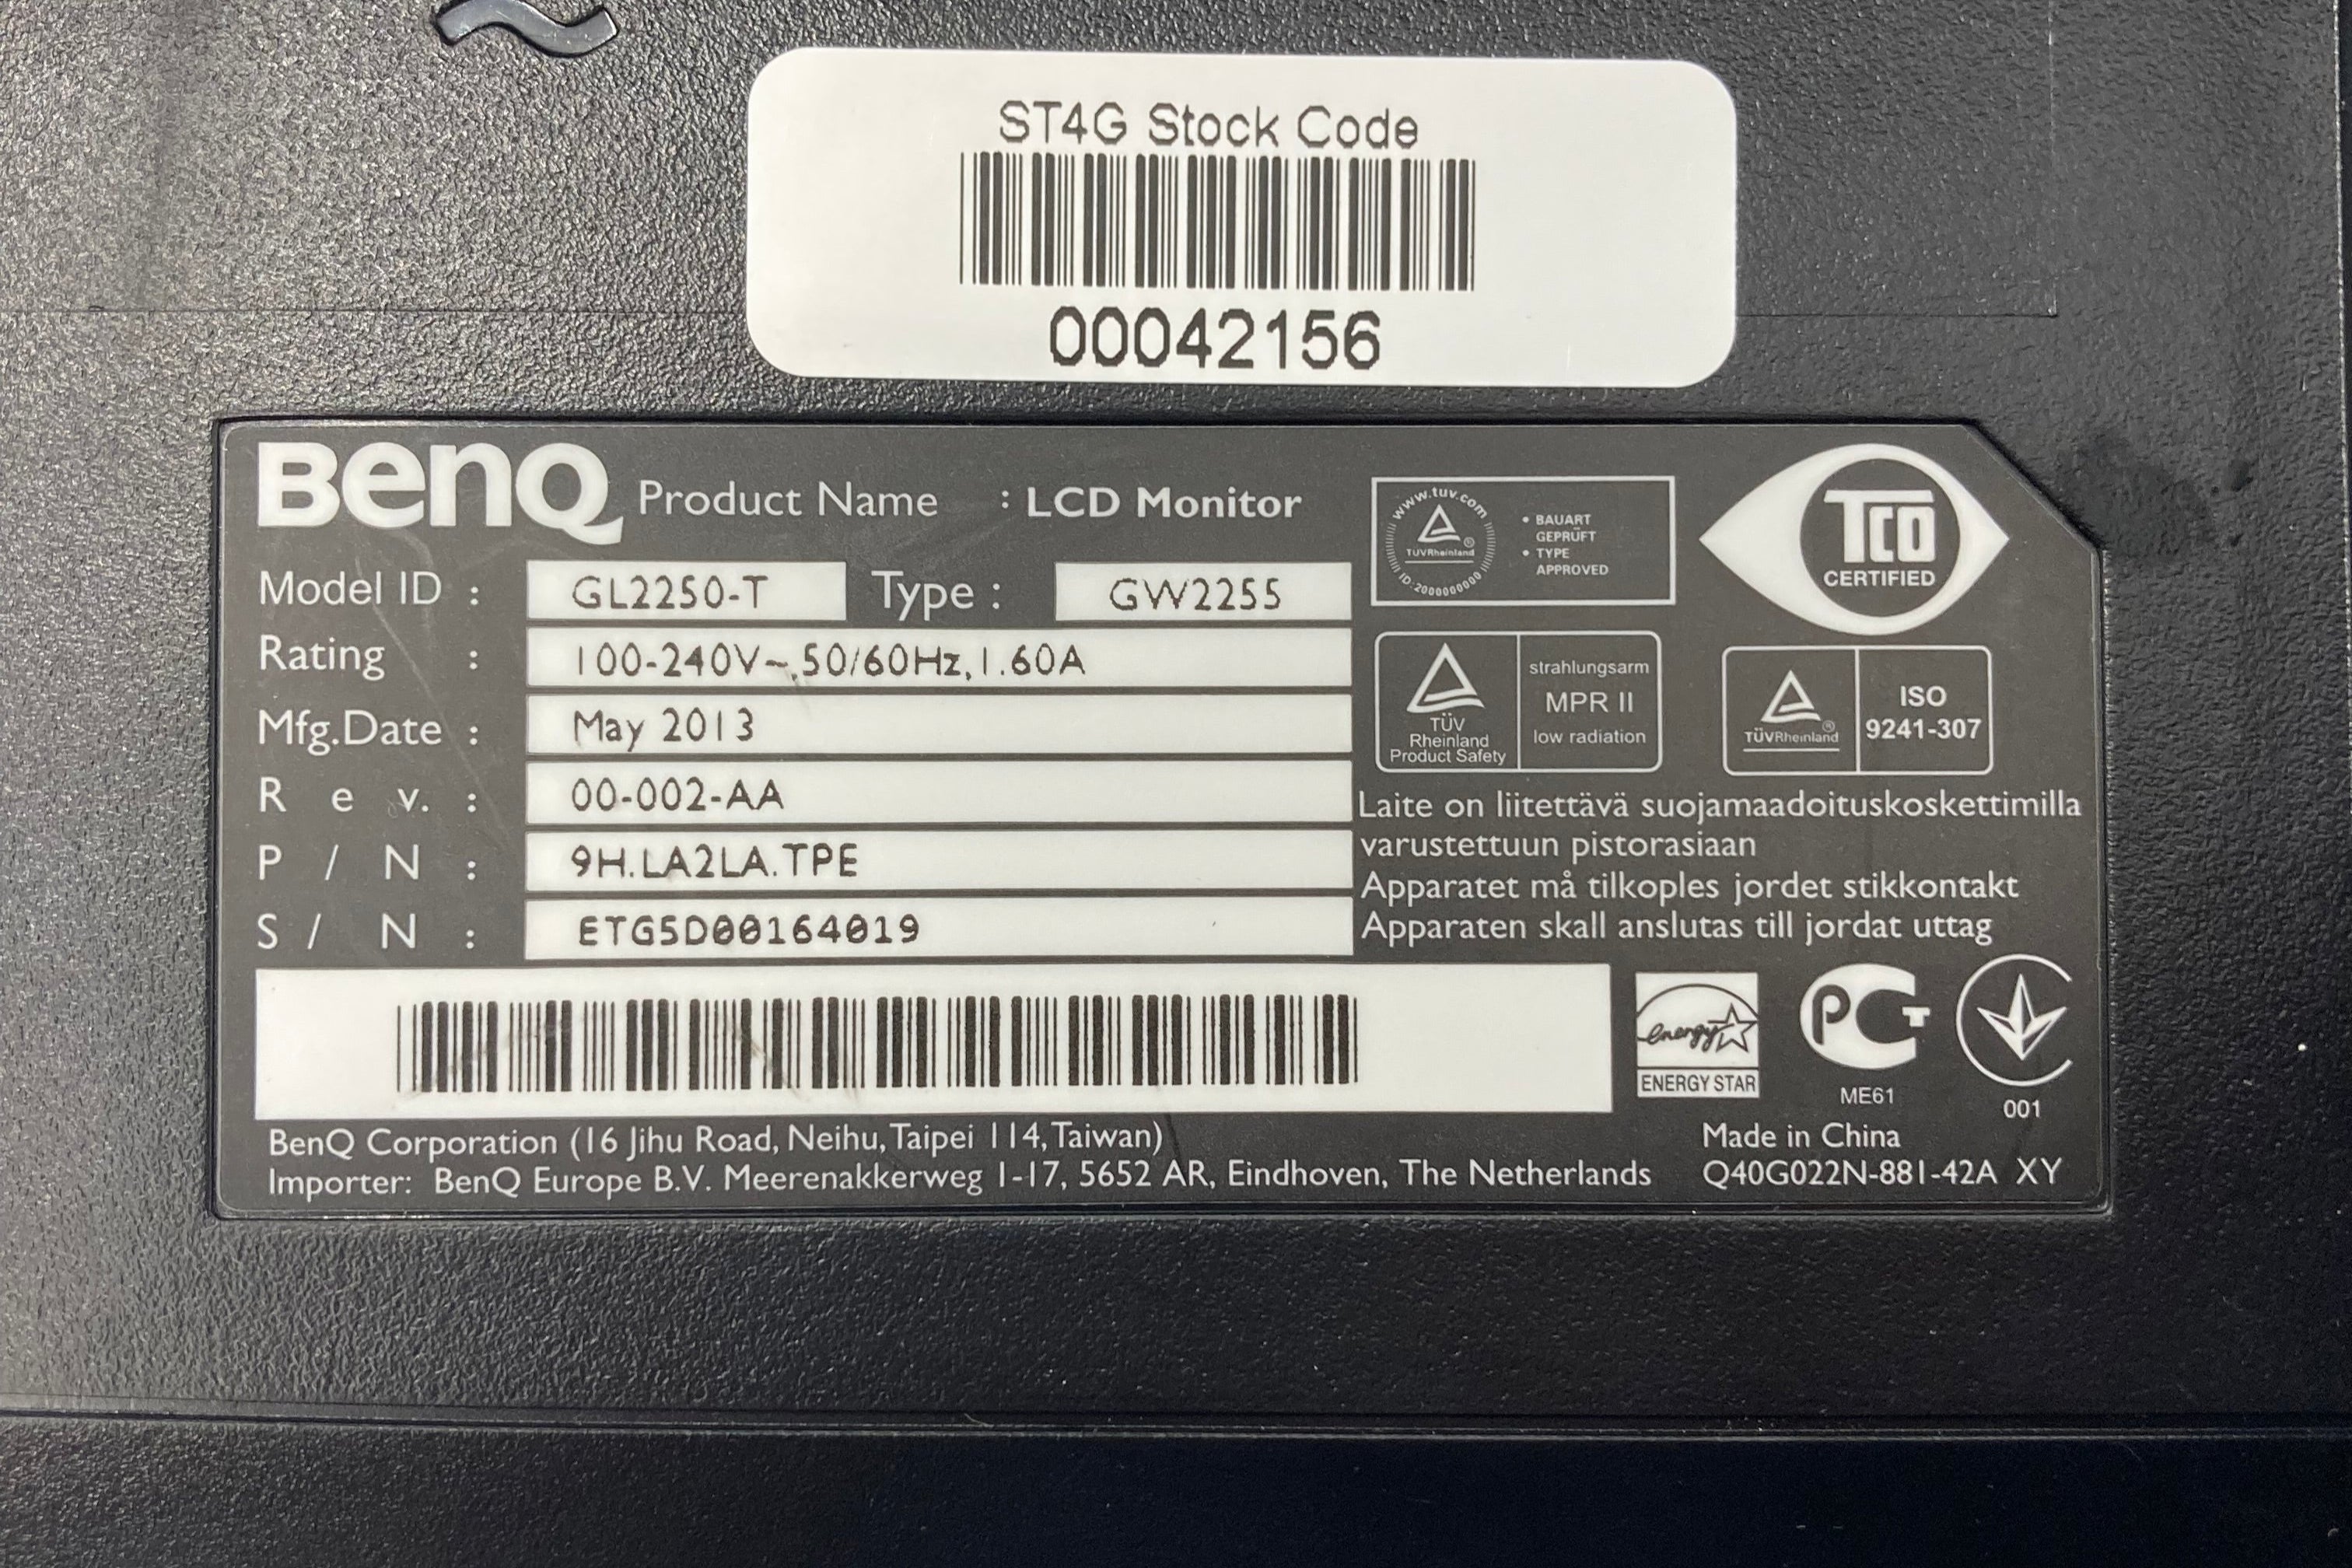 ST4G Stock Code
00042156
BenQ Product Name : LCD Monitor
Model ID : GL2250-T Type : GW2255
Rating : 100-240V~,50/60Hz,1.60A
Mfg.Date : May 2013
Rev. : 00-002-AA
P/N : 9H.LA2LA.TPE
S/N : ETG5D00164019
www.tuv.com
TÜVRheinland ®
ID:2000000000
• BAUART
GEPRÜFT
• TYPE
APPROVED
TCO
CERTIFIED
TÜV
Rheinland
Product Safety
strahlungsarm
MPR II
low radiation
TÜVRheinland ®
ISO
9241-307
Laite on liitettävä suojamaadoituskoskettimilla
varustettuun pistorasiaan
Apparatet må tilkoples jordet stikkontakt
Apparaten skall anslutas till jordat uttag
energy
ENERGY STAR
PCT
ME61
001
BenQ Corporation (16 Jihu Road, Neihu, Taipei 114, Taiwan)
Importer: BenQ Europe B.V. Meerenakkerweg 1-17, 5652 AR, Eindhoven, The Netherlands
Made in China
Q40G022N-881-42A XY